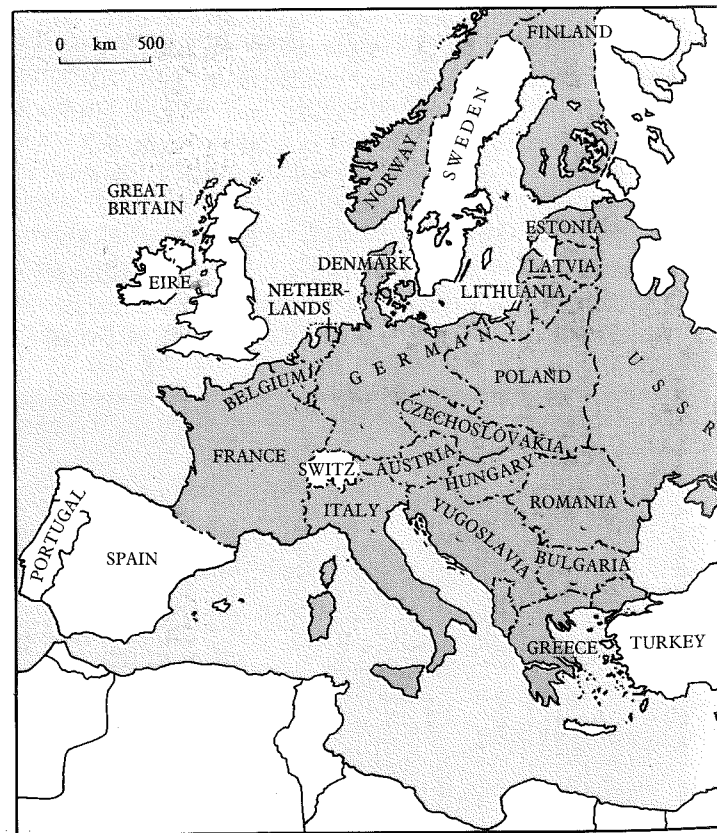 0 km 500
FINLAND
SWEDEN
NORWAY
GREAT
BRITAIN
ESTONIA
EIRE
DENMARK
LATVIA
NETHER-
LANDS
LITHUANIA
GERMANY
USSR
BELGIUM
POLAND
CZECHOSLOVAKIA
FRANCE
SWITZ.
AUSTRIA
HUNGARY
ITALY
ROMANIA
PORTUGAL
SPAIN
YUGOSLAVIA
BULGARIA
GREECE
TURKEY